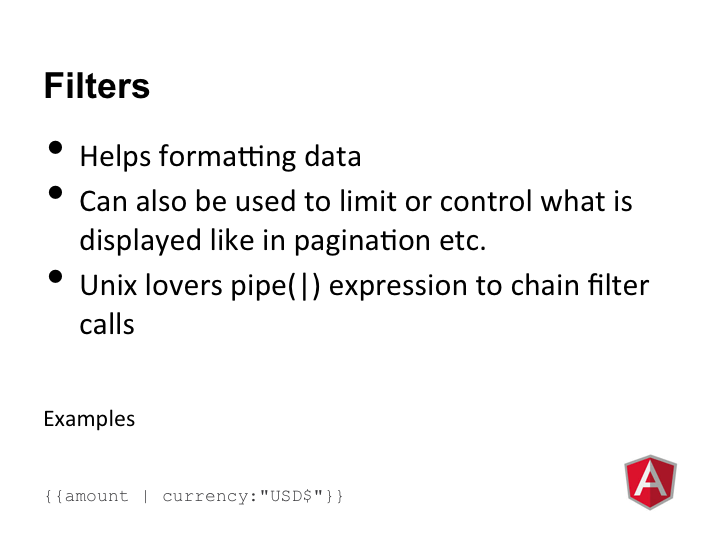 Filters
• Helps formatting data
• Can also be used to limit or control what is
displayed like in pagination etc.
• Unix lovers pipe(|) expression to chain filter
calls
Examples
{{amount | currency:"USD$"}}
A